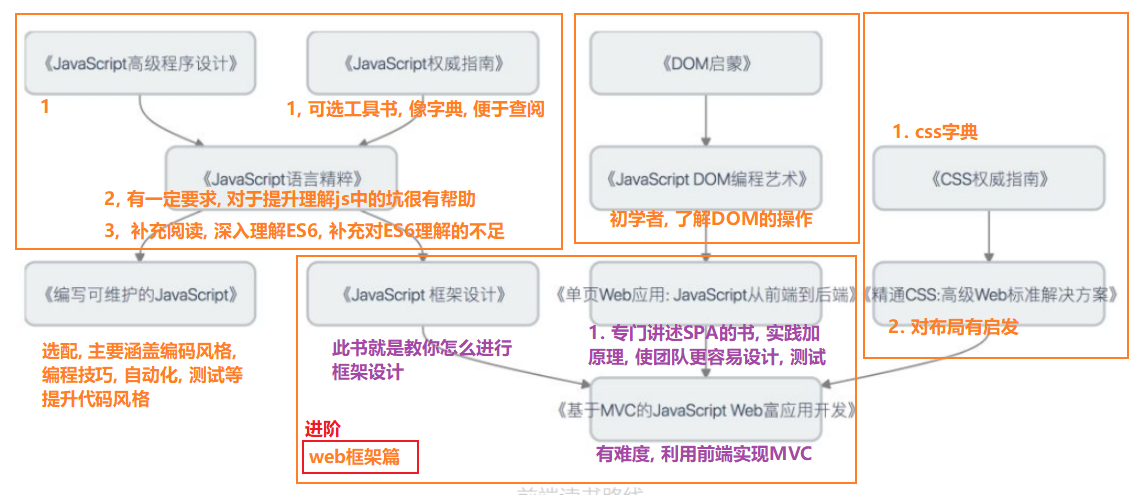 《JavaScript高级程序设计》
《JavaScript权威指南》
《DOM启蒙》
1
1, 可选工具书, 像字典, 便于查阅
1. css字典
《JavaScript语言精粹》
《JavaScript DOM编程艺术》
《CSS权威指南》
2, 有一定要求, 对于提升理解js中的坑很有帮助
初学者, 了解DOM的操作
3, 补充阅读, 深入理解ES6, 补充对ES6理解的不足
《编写可维护的JavaScript》
《JavaScript 框架设计》
《单页Web应用: JavaScript从前端到后端》
《精通CSS:高级Web标准解决方案》
选配, 主要涵盖编码风格,
编程技巧, 自动化, 测试等
提升代码风格
此书就是教你怎么进行
框架设计
1. 专门讲述SPA的书, 实践加
原理, 使团队更容易设计, 测试
2. 对布局有启发
《基于MVC的JavaScript Web富应用开发》
进阶
web框架篇
有难度, 利用前端实现MVC
前端读书路线